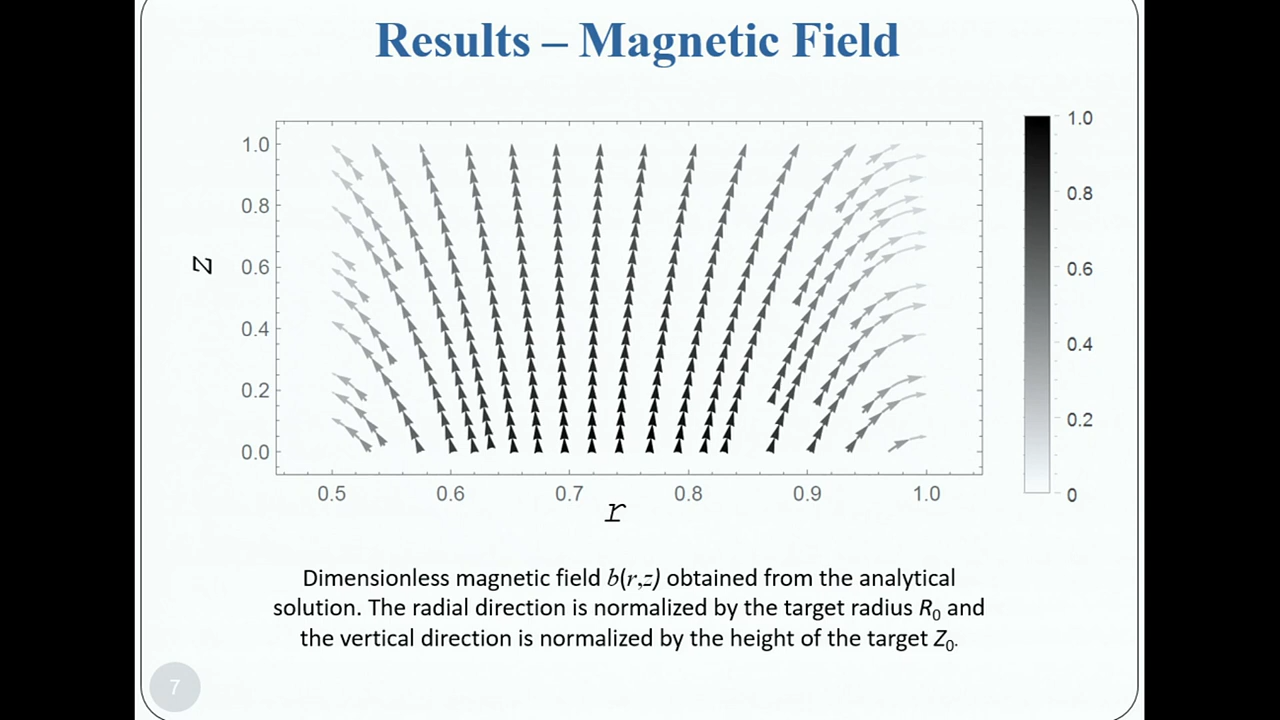 Results – Magnetic Field
1.0
0.8
0.6
0.4
0.2
0.0
z
0.5 0.6 0.7 0.8 0.9 1.0
r
1.0
0.8
0.6
0.4
0.2
0
Dimensionless magnetic field b(r,z) obtained from the analytical
solution. The radial direction is normalized by the target radius R₀ and
the vertical direction is normalized by the height of the target Z₀.
7